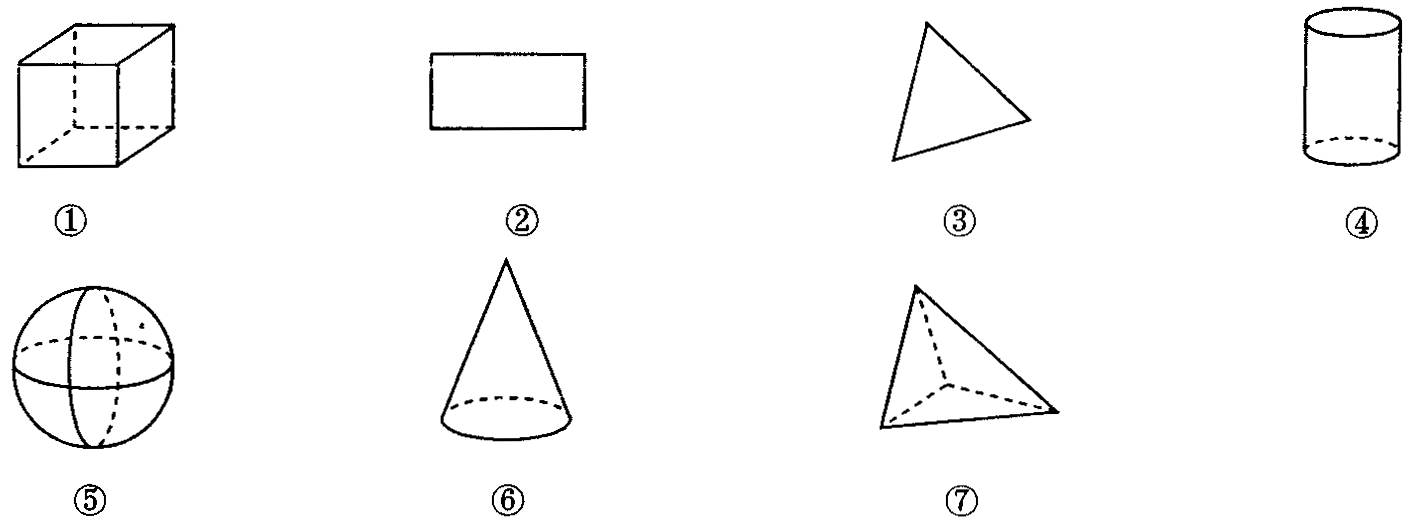 ① ② ③ ④
⑤ ⑥ ⑦